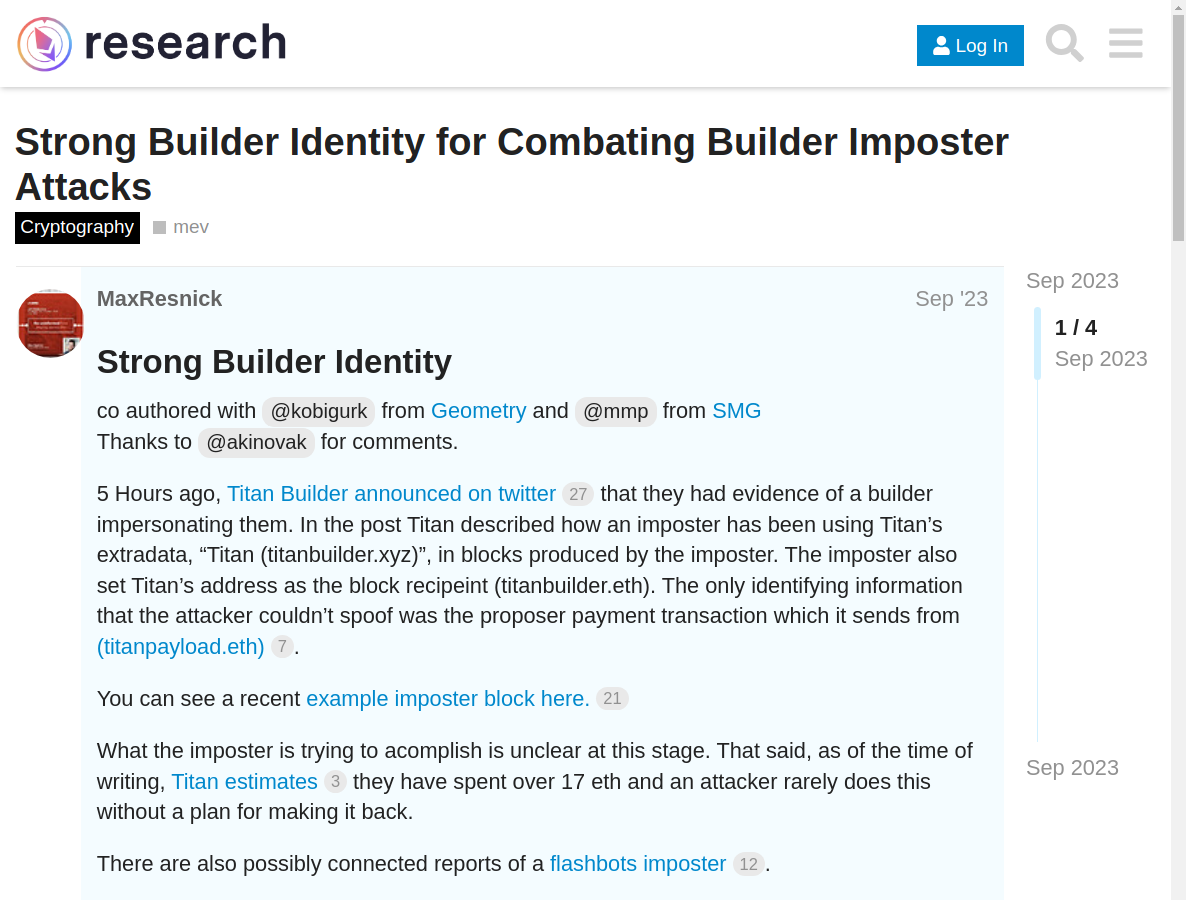 research
Log In
Strong Builder Identity for Combating Builder Imposter
Attacks
Cryptography mev
MaxResnick
Sep '23
Sep 2023
1 / 4
Sep 2023
Strong Builder Identity
co authored with @kobigurk from Geometry and @mmp from SMG
Thanks to @akinovak for comments.
5 Hours ago, Titan Builder announced on twitter 27 that they had evidence of a builder
impersonating them. In the post Titan described how an imposter has been using Titan’s
extradata, “Titan (titanbuilder.xyz)”, in blocks produced by the imposter. The imposter also
set Titan’s address as the block recipeint (titanbuilder.eth). The only identifying information
that the attacker couldn’t spoof was the proposer payment transaction which it sends from
(titanpayload.eth) 7.
You can see a recent example imposter block here. 21
What the imposter is trying to acomplish is unclear at this stage. That said, as of the time of
writing, Titan estimates 3 they have spent over 17 eth and an attacker rarely does this
without a plan for making it back.
Sep 2023
There are also possibly connected reports of a flashbots imposter 12.